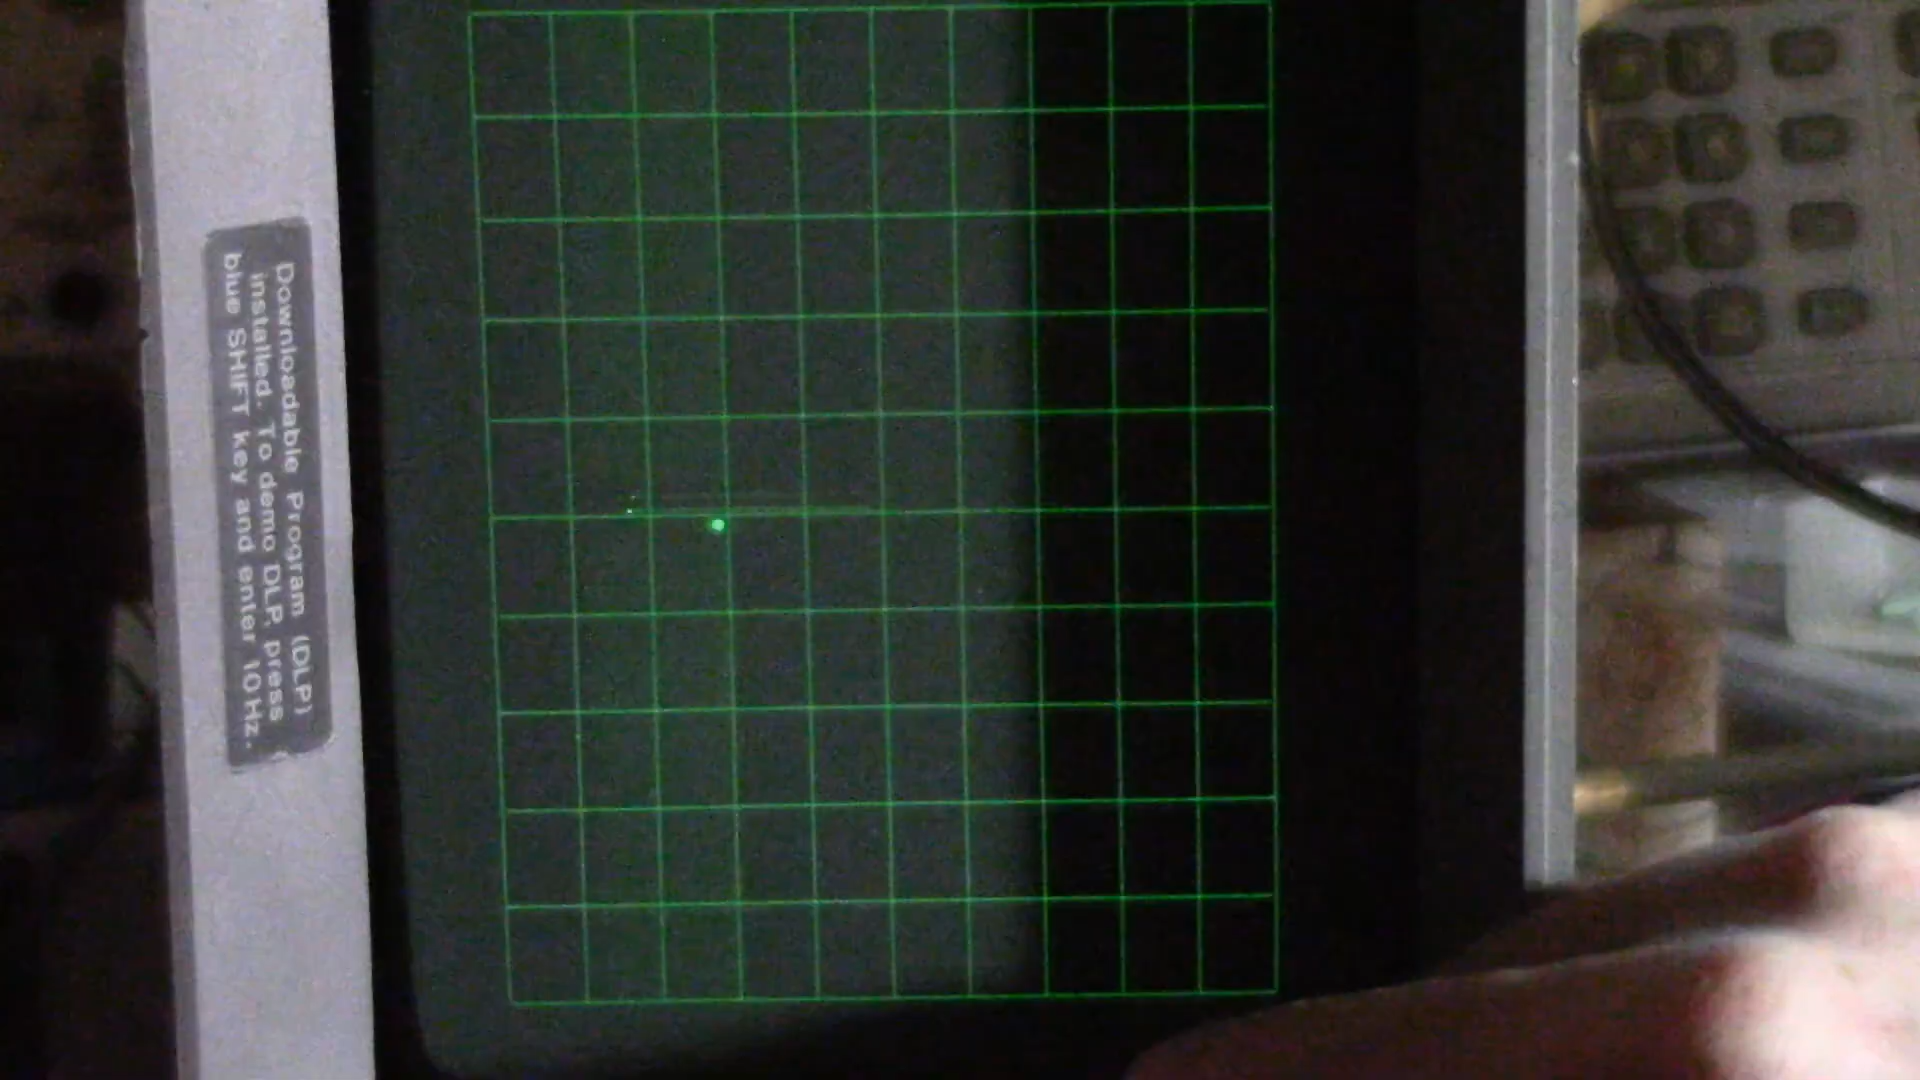 Downloadable Program (DLP)
installed. To demo DLP, press
blue SHIFT key and enter 10Hz.